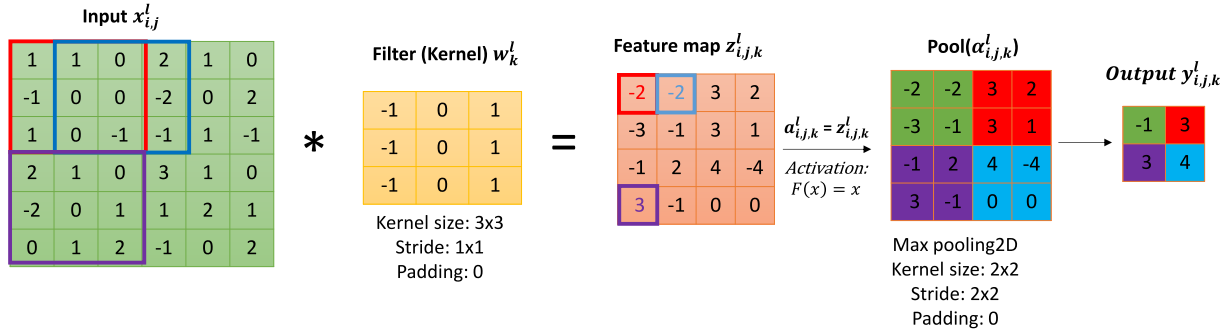 Input x^l_{i,j}
1 1 0 2 1 0
-1 0 0 -2 0 2
1 0 -1 -1 1 -1
2 1 0 3 1 0
-2 0 1 1 2 1
0 1 2 -1 0 2
*
Filter (Kernel) w^l_k
-1 0 1
-1 0 1
-1 0 1
Kernel size: 3x3
Stride: 1x1
Padding: 0
=
Feature map z^l_{i,j,k}
-2 -2 3 2
-3 -1 3 1
-1 2 4 -4
3 -1 0 0
a^l_{i,j,k} = z^l_{i,j,k}
Activation:
F(x) = x
Pool(a^l_{i,j,k})
-2 -2 3 2
-3 -1 3 1
-1 2 4 -4
3 -1 0 0
Max pooling2D
Kernel size: 2x2
Stride: 2x2
Padding: 0
Output y^l_{i,j,k}
-1 3
3 4